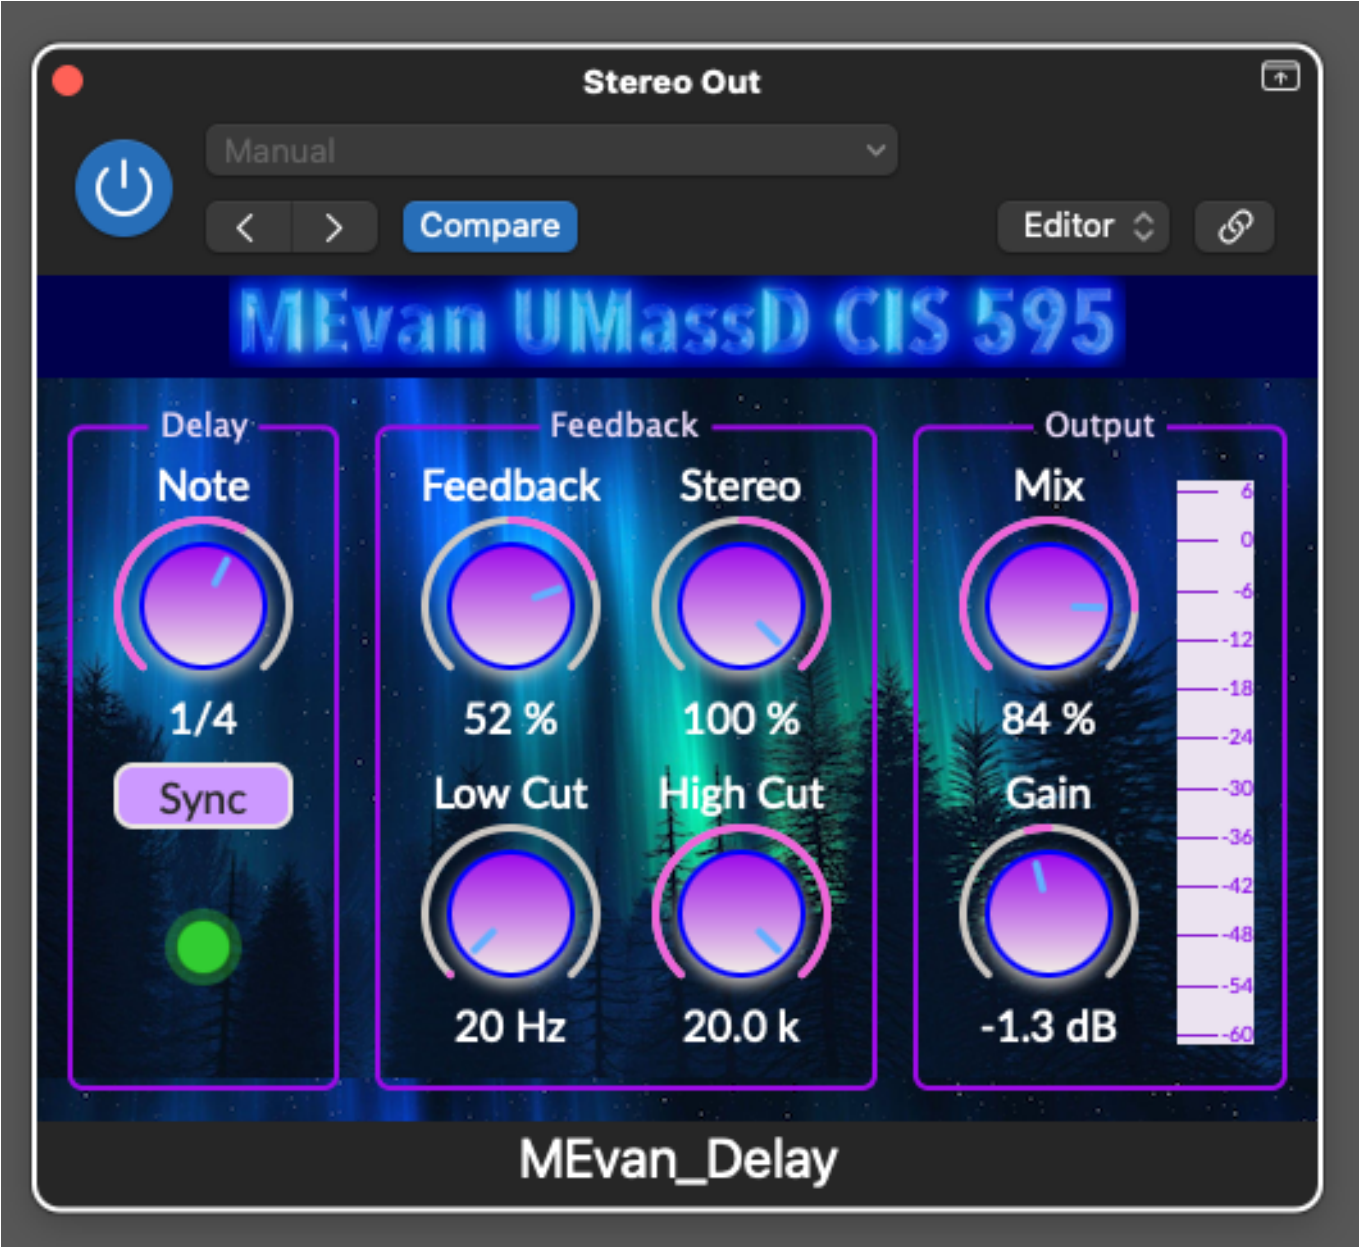 Stereo Out
Manual
Compare
Editor
MEvan UMassD CIS 595
Delay
Note
1/4
Sync
Feedback
Feedback
Stereo
52 %
100 %
Low Cut
High Cut
20 Hz
20.0 k
Output
Mix
84 %
Gain
-1.3 dB
6
0
-6
-12
-18
-24
-30
-36
-42
-48
-54
-60
MEvan_Delay